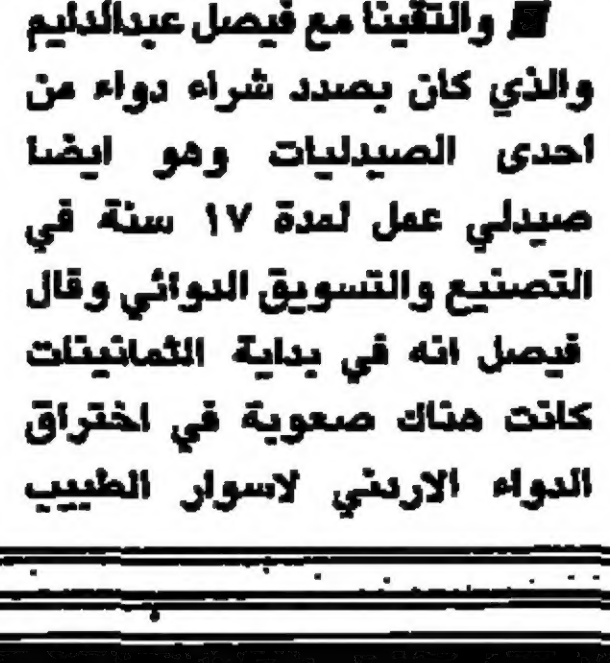 والتقينا مع فيصل عبدالدليم
والذي كان بصدد شراء دواء من
احدى الصيدليات وهو ايضا
صيدلي عمل لمدة ١٧ سنة في
التصنيع والتسويق الدوائي وقال
فيصل انه في بداية الثمانينات
كانت هناك صعوبة في اختراق
الدواء الاردني لاسوار الطبيب